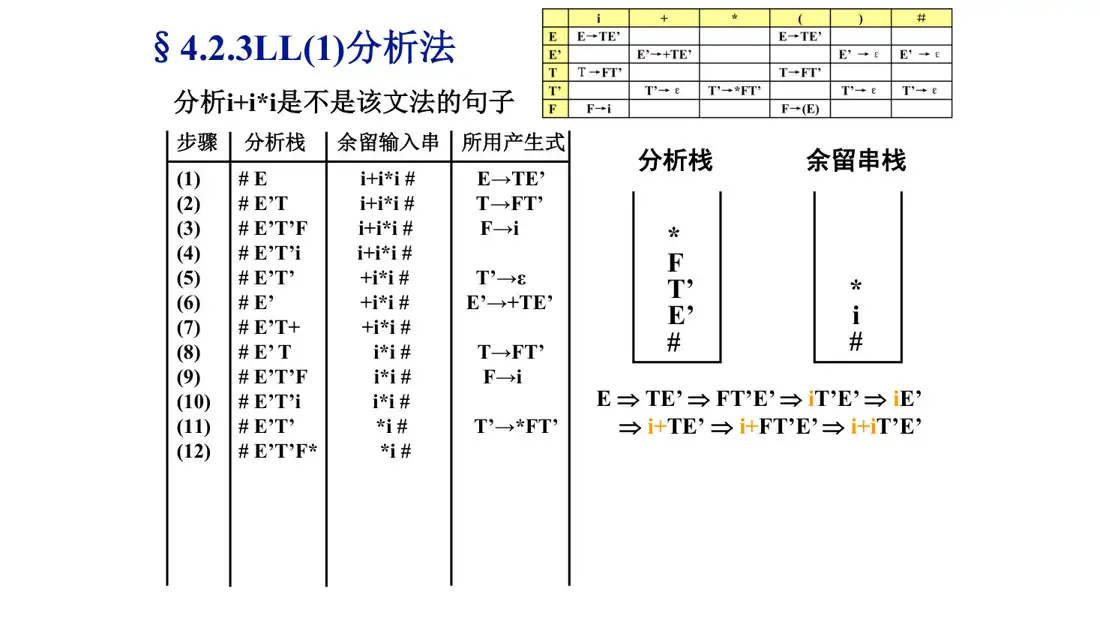 §4.2.3LL(1)分析法
i + * ( ) #
E E→TE’ E→TE’
E’ E’→+TE’ E’→ε E’→ε
T T→FT’ T→FT’
T’ T’→ε T’→*FT’ T’→ε T’→ε
F F→i F→(E)
分析i+i*i是不是该文法的句子
步骤 分析栈 余留输入串 所用产生式
(1) # E i+i*i # E→TE’
(2) # E’T i+i*i # T→FT’
(3) # E’T’F i+i*i # F→i
(4) # E’T’i i+i*i #
(5) # E’T’ +i*i # T’→ε
(6) # E’ +i*i # E’→+TE’
(7) # E’T+ +i*i #
(8) # E’ T i*i # T→FT’
(9) # E’T’F i*i # F→i
(10) # E’T’i i*i #
(11) # E’T’ *i # T’→*FT’
(12) # E’T’F* *i #
分析栈
*
F
T’
E’
#
余留串栈
*
i
#
E ⇒ TE’ ⇒ FT’E’ ⇒ iT’E’ ⇒ iE’
⇒ i+TE’ ⇒ i+FT’E’ ⇒ i+iT’E’